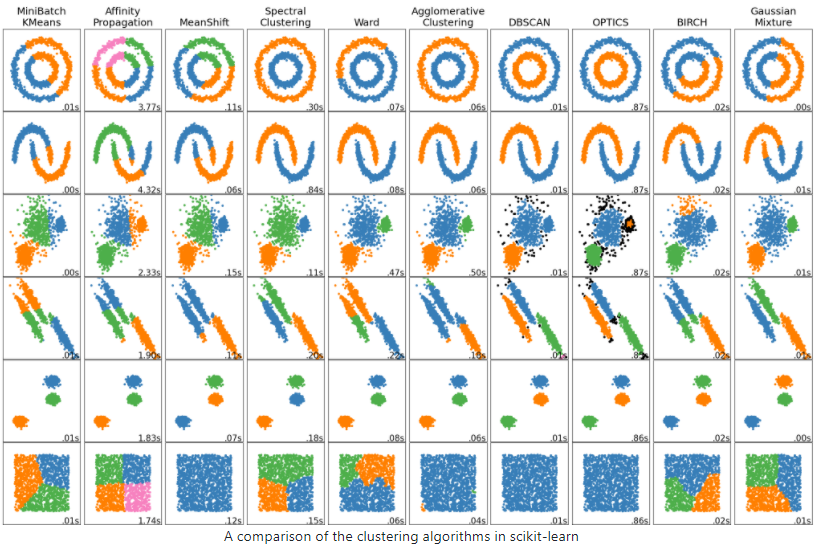 MiniBatch KMeans Affinity Propagation MeanShift Spectral Clustering Ward Agglomerative Clustering DBSCAN OPTICS BIRCH Gaussian Mixture
.01s 3.77s .11s .30s .07s .06s .01s .87s .02s .00s
.00s 4.32s .06s .84s .08s .06s .01s .87s .02s .01s
.00s 2.33s .15s .11s .47s .50s .01s .87s .02s .01s
.01s 1.90s .11s .20s .22s .01s .02s .01s
.01s 1.83s .07s .18s .08s .06s .01s .86s .02s .00s
.01s 1.74s .12s .15s .06s .04s .01s .86s .02s .01s
A comparison of the clustering algorithms in scikit-learn